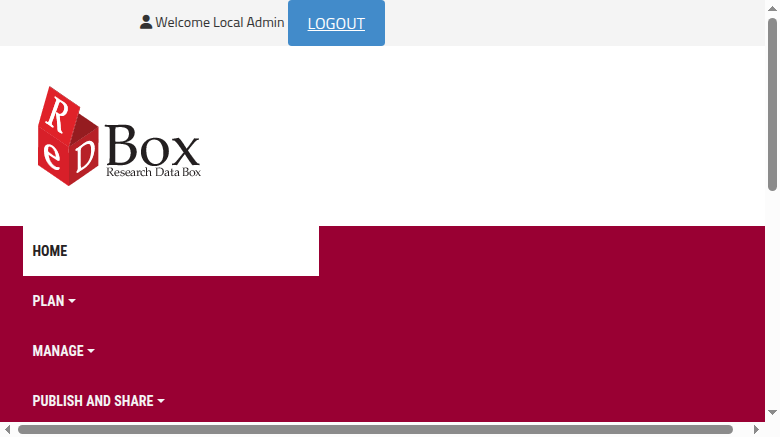 Welcome Local Admin LOGOUT
ReD Box
Research Data Box
HOME
PLAN
MANAGE
PUBLISH AND SHARE